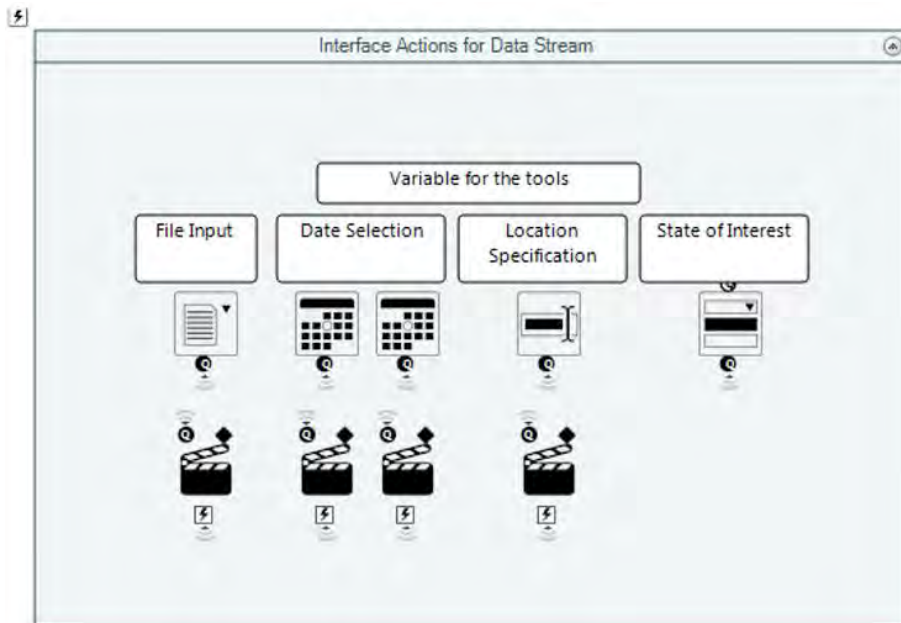 Interface Actions for Data Stream
Variable for the tools
File Input
Date Selection
Location
Specification
State of Interest
Q
Q
Q
Q
Q
Q
Q
Q
Q